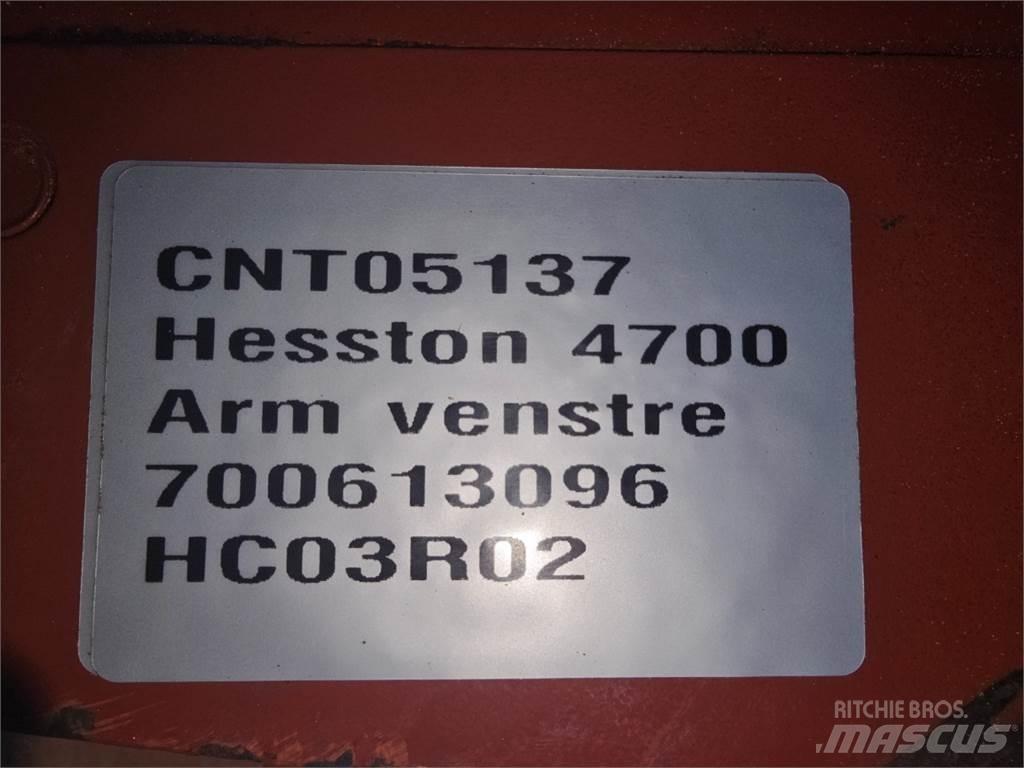 CNT05137
Hesston 4700
Arm venstre
700613096
HC03R02
RITCHIE BROS.
MASCUS